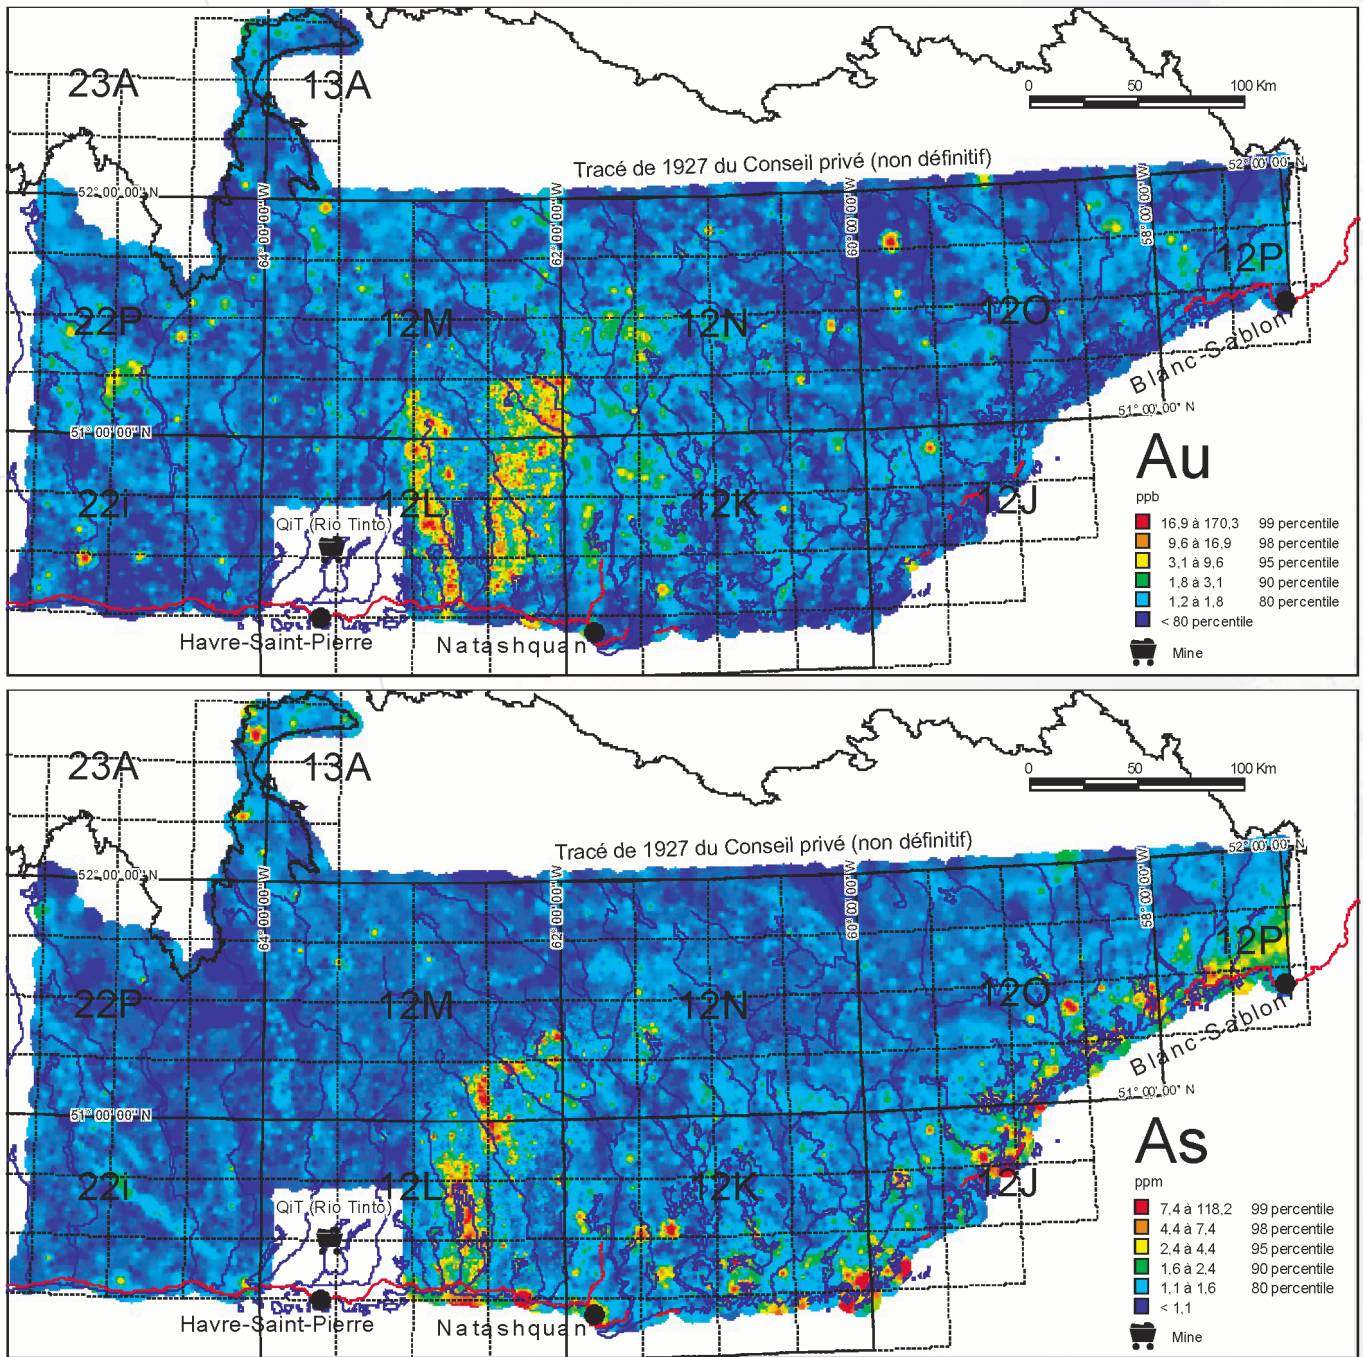 23A
13A
0 50 100 Km
Tracé de 1927 du Conseil privé (non définitif)
52° 00' 00" N
52° 00' 00" N
64° 00' 00" W
62° 00' 00" W
60° 00' 00" W
58° 00' 00" W
12P
22P
12M
12N
12O
Blanc-Sablon
51° 00' 00" N
51° 00' 00" N
22i
12L
12K
12J
QiT (Rio Tinto)
Havre-Saint-Pierre
Natashquan
Au
ppb
16,9 à 170,3 99 percentile
9,6 à 16,9 98 percentile
3,1 à 9,6 95 percentile
1,8 à 3,1 90 percentile
1,2 à 1,8 80 percentile
< 80 percentile
Mine
23A
13A
0 50 100 Km
Tracé de 1927 du Conseil privé (non définitif)
52° 00' 00" N
52° 00' 00" N
64° 00' 00" W
62° 00' 00" W
60° 00' 00" W
58° 00' 00" W
12P
22P
12M
12N
12O
Blanc-Sablon
51° 00' 00" N
51° 00' 00" N
22i
12L
12K
12J
QiT (Rio Tinto)
Havre-Saint-Pierre
Natashquan
As
ppm
7,4 à 118,2 99 percentile
4,4 à 7,4 98 percentile
2,4 à 4,4 95 percentile
1,6 à 2,4 90 percentile
1,1 à 1,6 80 percentile
< 1,1
Mine